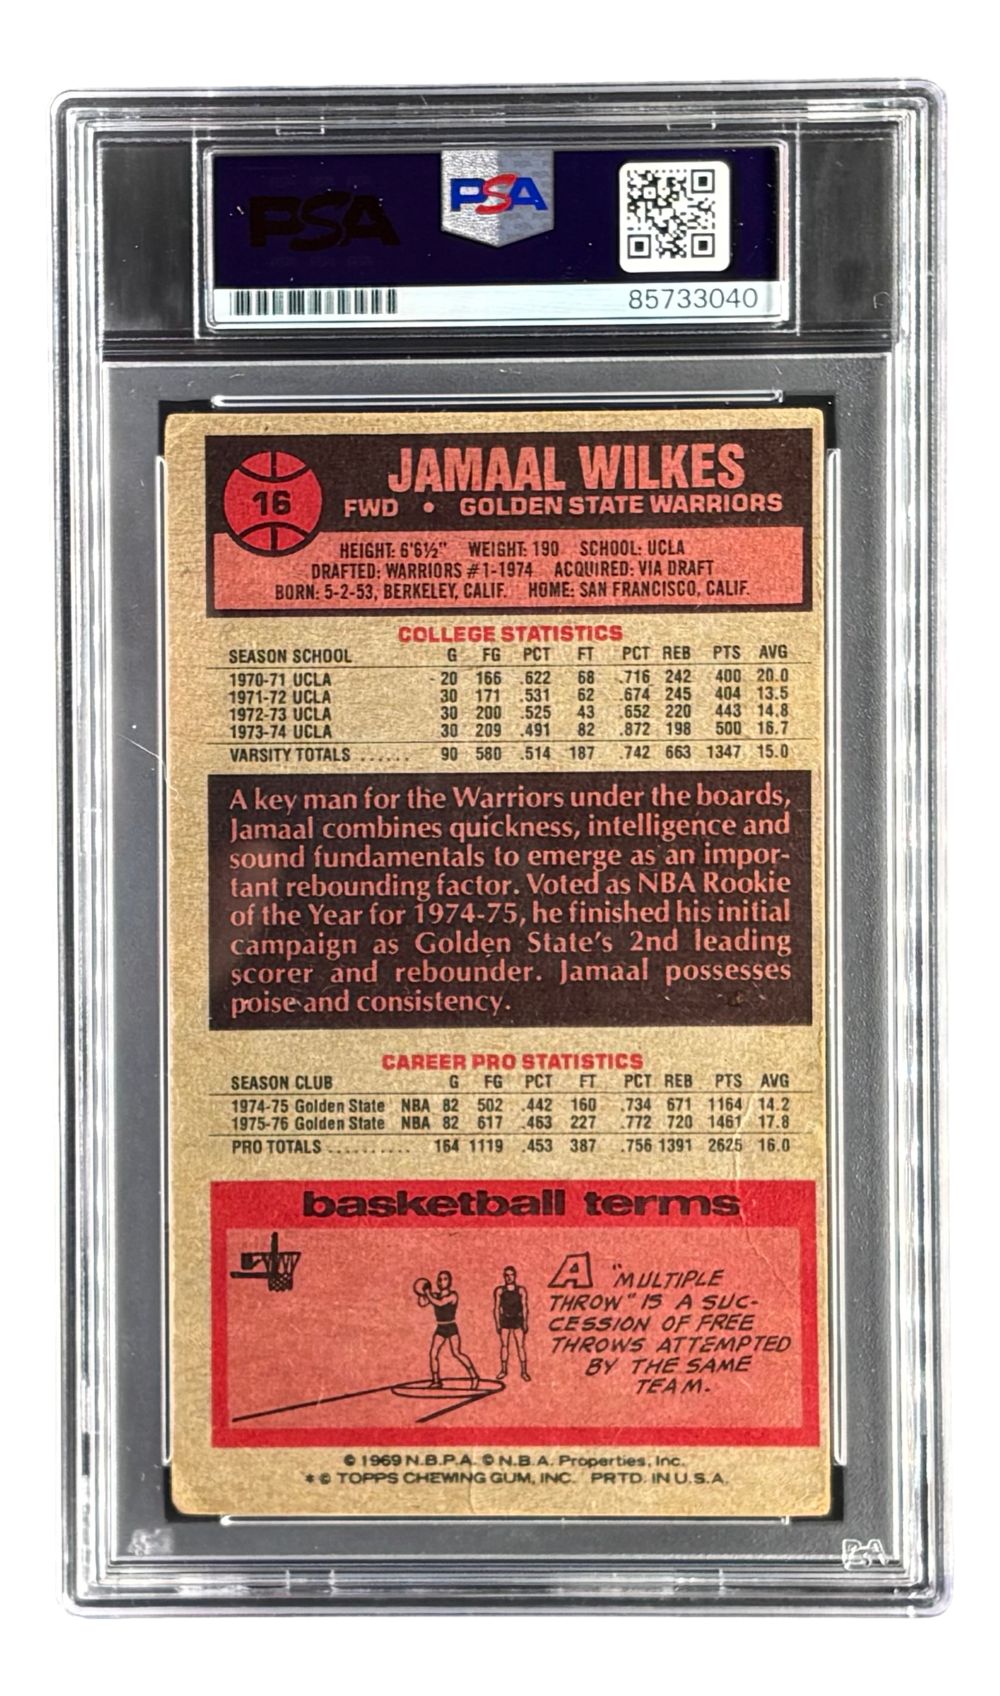 PSA
PSA
85733040
16
JAMAAL WILKES
FWD • GOLDEN STATE WARRIORS
HEIGHT: 6'6½" WEIGHT: 190 SCHOOL: UCLA
DRAFTED: WARRIORS #1-1974 ACQUIRED: VIA DRAFT
BORN: 5-2-53, BERKELEY, CALIF. HOME: SAN FRANCISCO, CALIF.
COLLEGE STATISTICS
SEASON SCHOOL G FG PCT FT PCT REB PTS AVG
1970-71 UCLA 20 166 .622 68 .716 242 400 20.0
1971-72 UCLA 30 171 .531 62 .674 245 404 13.5
1972-73 UCLA 30 200 .525 43 .652 220 443 14.8
1973-74 UCLA 30 209 .491 82 .872 198 500 16.7
VARSITY TOTALS ...... 90 580 .514 187 .742 663 1347 15.0
A key man for the Warriors under the boards,
Jamaal combines quickness, intelligence and
sound fundamentals to emerge as an impor-
tant rebounding factor. Voted as NBA Rookie
of the Year for 1974-75, he finished his initial
campaign as Golden State's 2nd leading
scorer and rebounder. Jamaal possesses
poise and consistency.
CAREER PRO STATISTICS
SEASON CLUB G FG PCT FT PCT REB PTS AVG
1974-75 Golden State NBA 82 502 .442 160 .734 671 1164 14.2
1975-76 Golden State NBA 82 617 .463 227 .772 720 1461 17.8
PRO TOTALS .......... 164 1119 .453 387 .756 1391 2625 16.0
basketball terms
A "MULTIPLE
THROW" IS A SUC-
CESSION OF FREE
THROWS ATTEMPTED
BY THE SAME
TEAM.
© 1969 N.B.P.A. © N.B.A. Properties, Inc.
* © TOPPS CHEWING GUM, INC. PRTD. IN U.S.A.
PSA